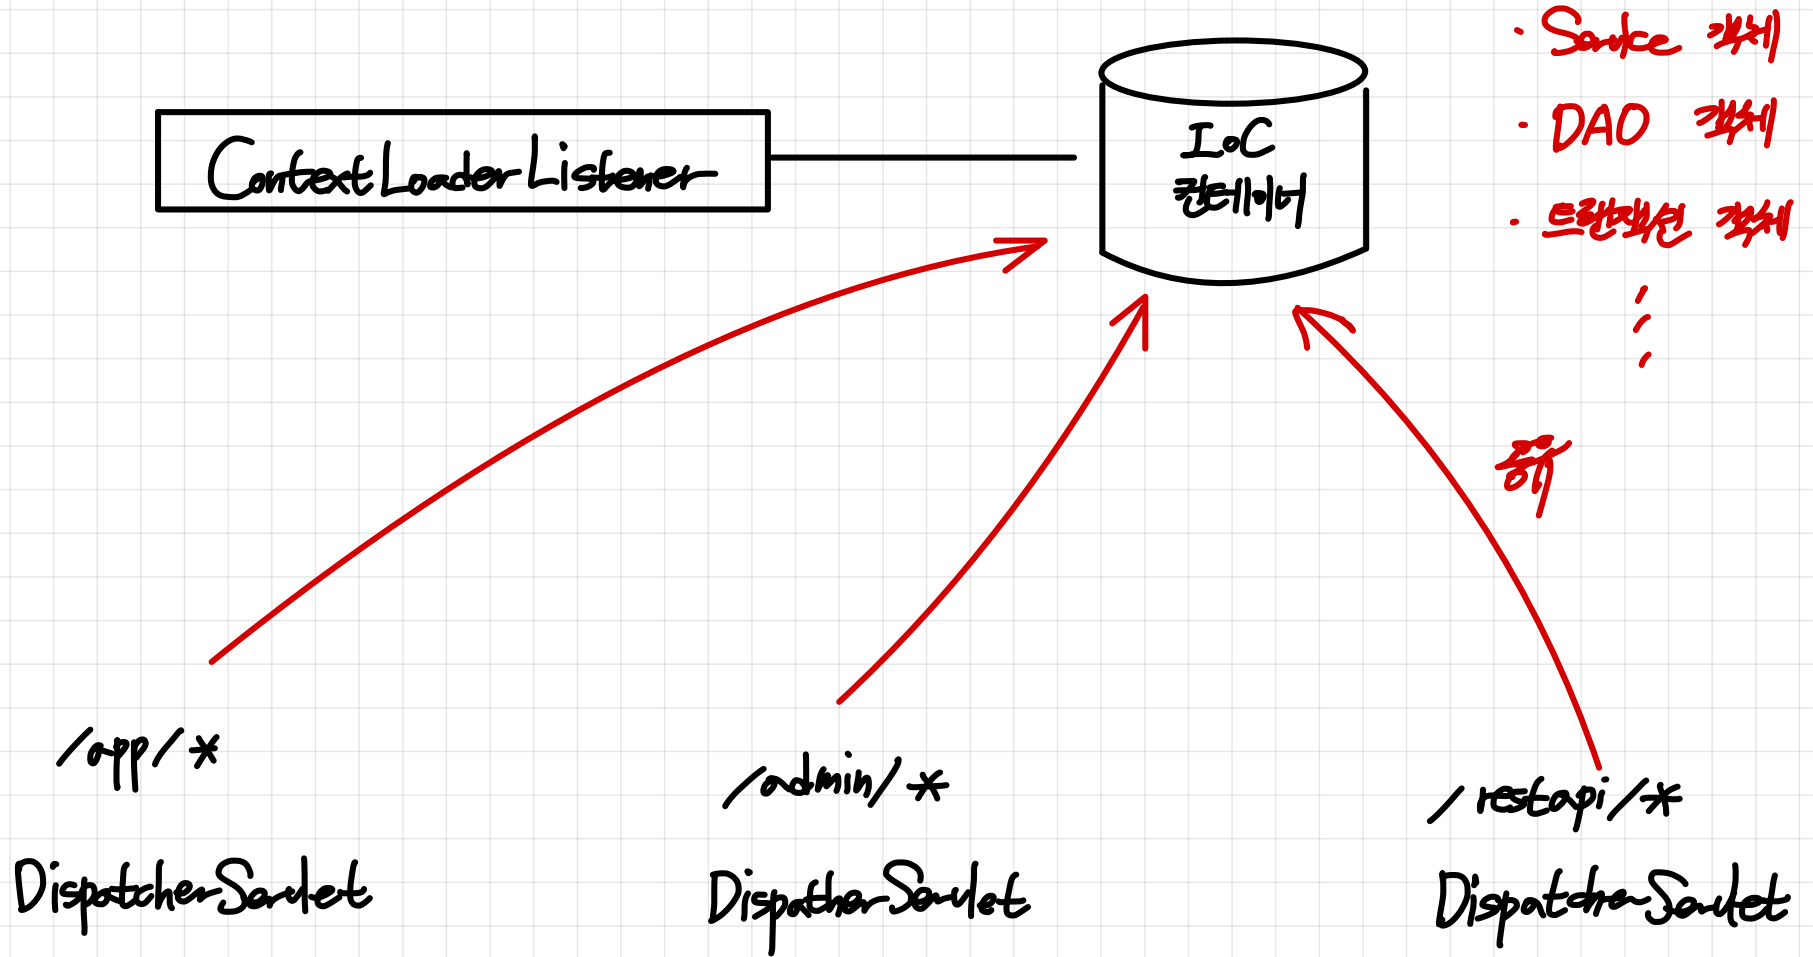 · Service 객체
· DAO 객체
· 트랜잭션 객체
ContextLoaderListener
IoC
컨테이너
공유
/app/*
/admin/*
/restapi/*
DispatcherServlet
DispatherServlet
DispatcherServlet